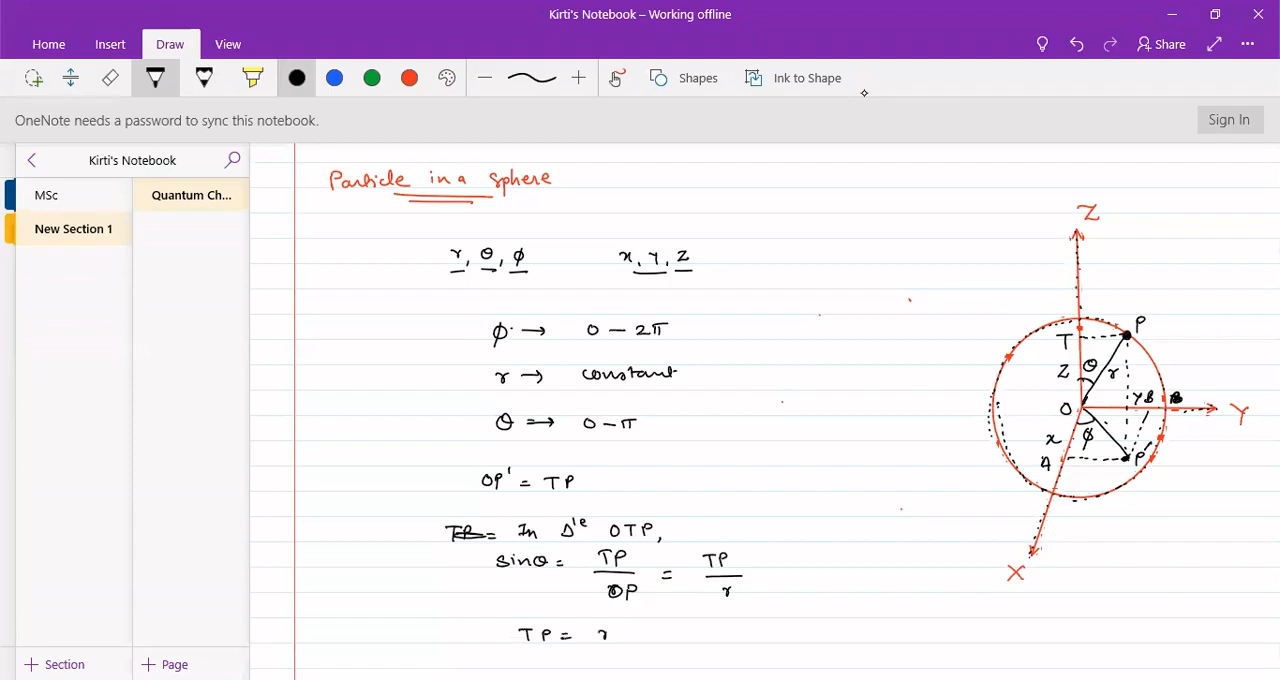 Kirti's Notebook – Working offline
Home Insert Draw View
Share
Shapes Ink to Shape
OneNote needs a password to sync this notebook.
Sign In
Kirti's Notebook
MSc
Quantum Ch...
New Section 1
Section
Page
Particle in a sphere
r, θ, φ x, y, z
φ → 0 – 2π
r → constant
θ → 0 – π
OP' = TP
TP = In Δ'le OTP,
sinθ = TP/OP = TP/r
TP = r
Z
P
T
Z θ r
O Y B B Y
x φ
A P'
X